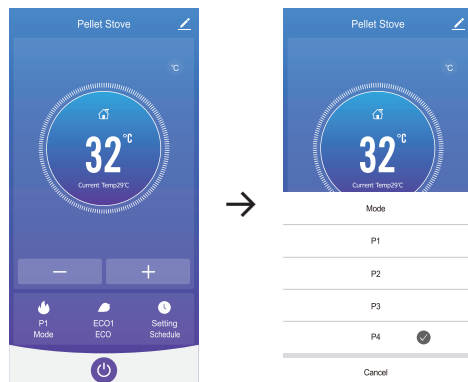 Pellet Stove
°C
32°C
Current Temp29℃
P1
Mode
ECO1
ECO
Setting
Schedule
Pellet Stove
°C
32°C
Current Temp29℃
Mode
P1
P2
P3
P4
Cancel